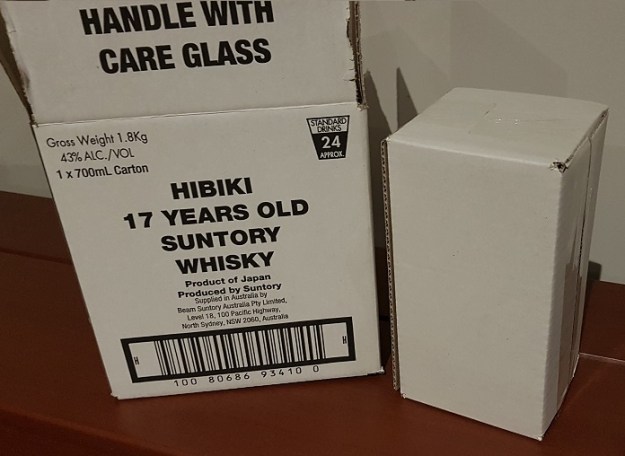 HANDLE WITH
CARE GLASS
Gross Weight 1.8Kg
43% ALC./VOL
1 x 700mL Carton
STANDARD
DRINKS
24
APPROX.
HIBIKI
17 YEARS OLD
SUNTORY
WHISKY
Product of Japan
Produced by Suntory
Supplied in Australia by
Beam Suntory Australia Pty Limited,
Level 18, 100 Pacific Highway,
North Sydney, NSW 2060, Australia
H
H
100 80686 93410 0